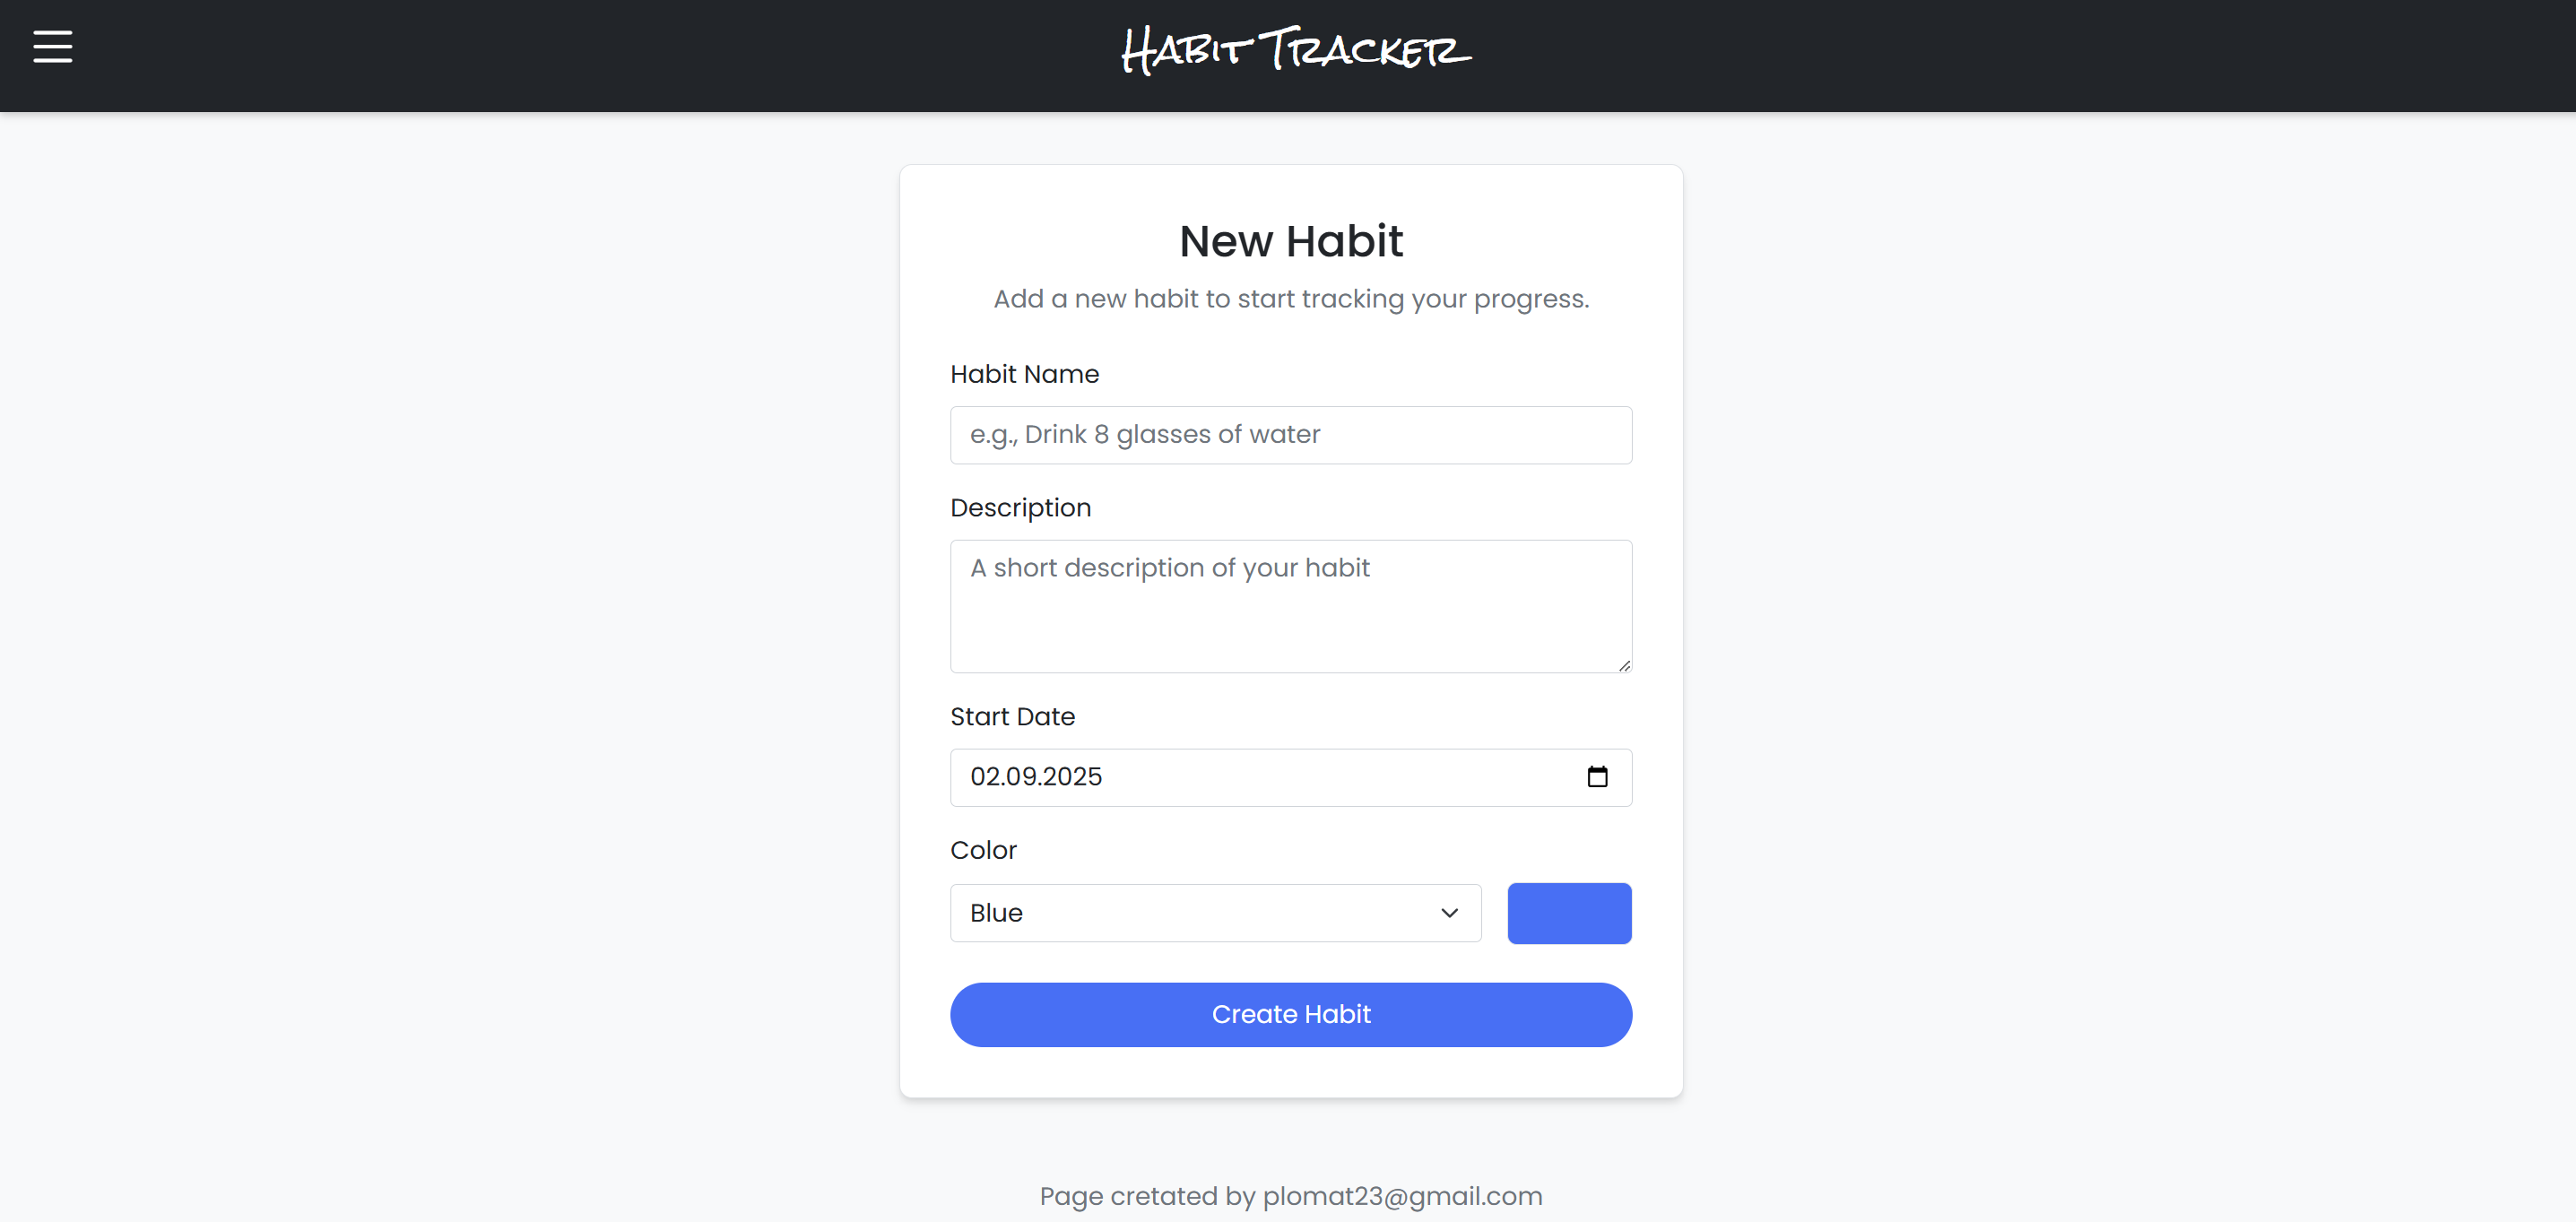 Habit Tracker
New Habit
Add a new habit to start tracking your progress.
Habit Name
e.g., Drink 8 glasses of water
Description
A short description of your habit
Start Date
02.09.2025
Color
Blue
Create Habit
Page cretated by plomat23@gmail.com